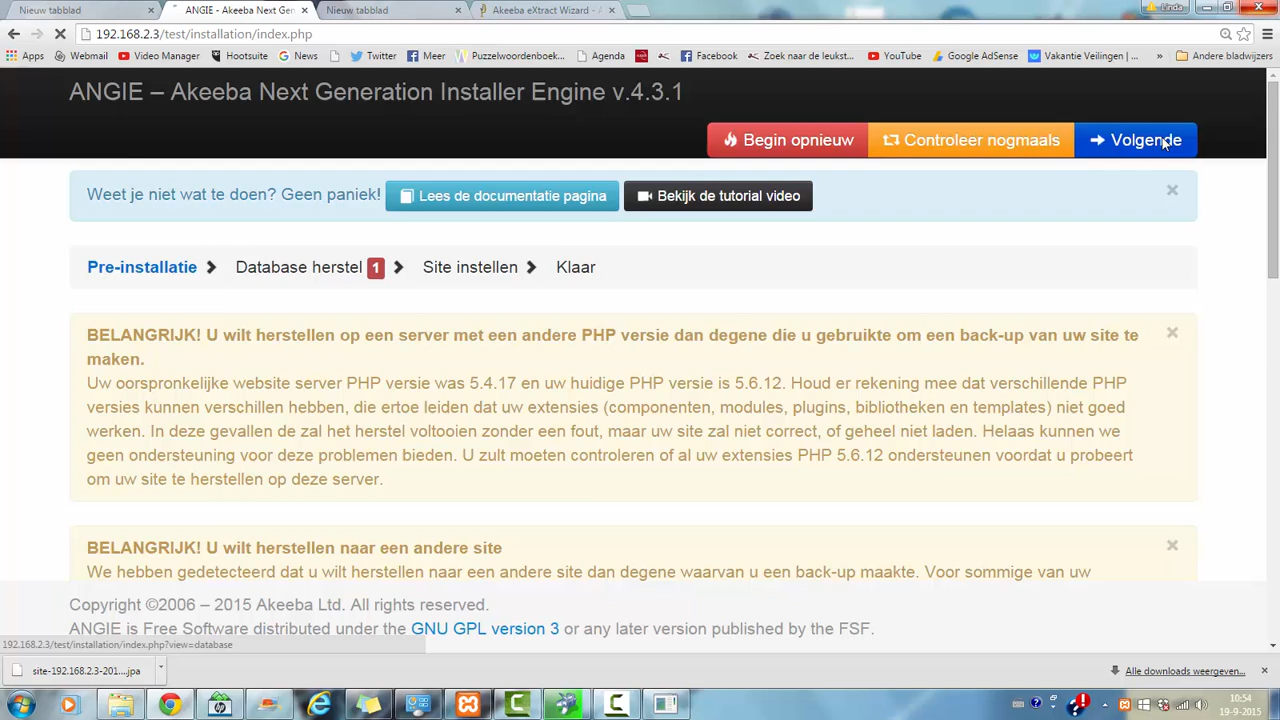 Nieuw tabblad
ANGIE - Akeeba Next Gen
Nieuw tabblad
Akeeba eXtract Wizard - A
Linda
192.168.2.3/test/installation/index.php
Apps Webmail Video Manager Hootsuite News Twitter Meer Puzzelwoordenboek... Agenda Zoek naar de leukst... Facebook YouTube Google AdSense Vakantie Veilingen » Andere bladwijzers
ANGIE – Akeeba Next Generation Installer Engine v.4.3.1
Begin opnieuw Controleer nogmaals Volgende
Weet je niet wat te doen? Geen paniek! Lees de documentatie pagina Bekijk de tutorial video
Pre-installatie Database herstel 1 Site instellen Klaar
BELANGRIJK! U wilt herstellen op een server met een andere PHP versie dan degene die u gebruikte om een back-up van uw site te
maken.
Uw oorspronkelijke website server PHP versie was 5.4.17 en uw huidige PHP versie is 5.6.12. Houd er rekening mee dat verschillende PHP
versies kunnen verschillen hebben, die ertoe leiden dat uw extensies (componenten, modules, plugins, bibliotheken en templates) niet goed
werken. In deze gevallen de zal het herstel voltooien zonder een fout, maar uw site zal niet correct, of geheel niet laden. Helaas kunnen we
geen ondersteuning voor deze problemen bieden. U zult moeten controleren of al uw extensies PHP 5.6.12 ondersteunen voordat u probeert
om uw site te herstellen op deze server.
BELANGRIJK! U wilt herstellen naar een andere site
We hebben gedetecteerd dat u wilt herstellen naar een andere site dan degene waarvan u een back-up maakte. Voor sommige van uw
Copyright ©2006 – 2015 Akeeba Ltd. All rights reserved.
ANGIE is Free Software distributed under the GNU GPL version 3 or any later version published by the FSF.
192.168.2.3/test/installation/index.php?view=database
site-192.168.2.3-201....jpa
Alle downloads weergeven...
10:54
19-9-2015